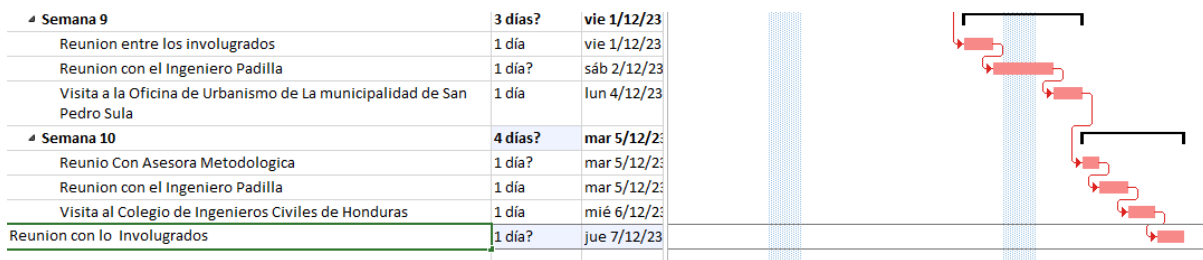 Semana 9 3 días? vie 1/12/23
Reunion entre los involugrados 1 día vie 1/12/23
Reunion con el Ingeniero Padilla 1 día? sáb 2/12/23
Visita a la Oficina de Urbanismo de La municipalidad de San 1 día lun 4/12/23
Pedro Sula
Semana 10 4 días? mar 5/12/23
Reunio Con Asesora Metodologica 1 día? mar 5/12/23
Reunion con el Ingeniero Padilla 1 día mar 5/12/23
Visita al Colegio de Ingenieros Civiles de Honduras 1 día mié 6/12/23
Reunion con lo Involugrados 1 día? jue 7/12/23